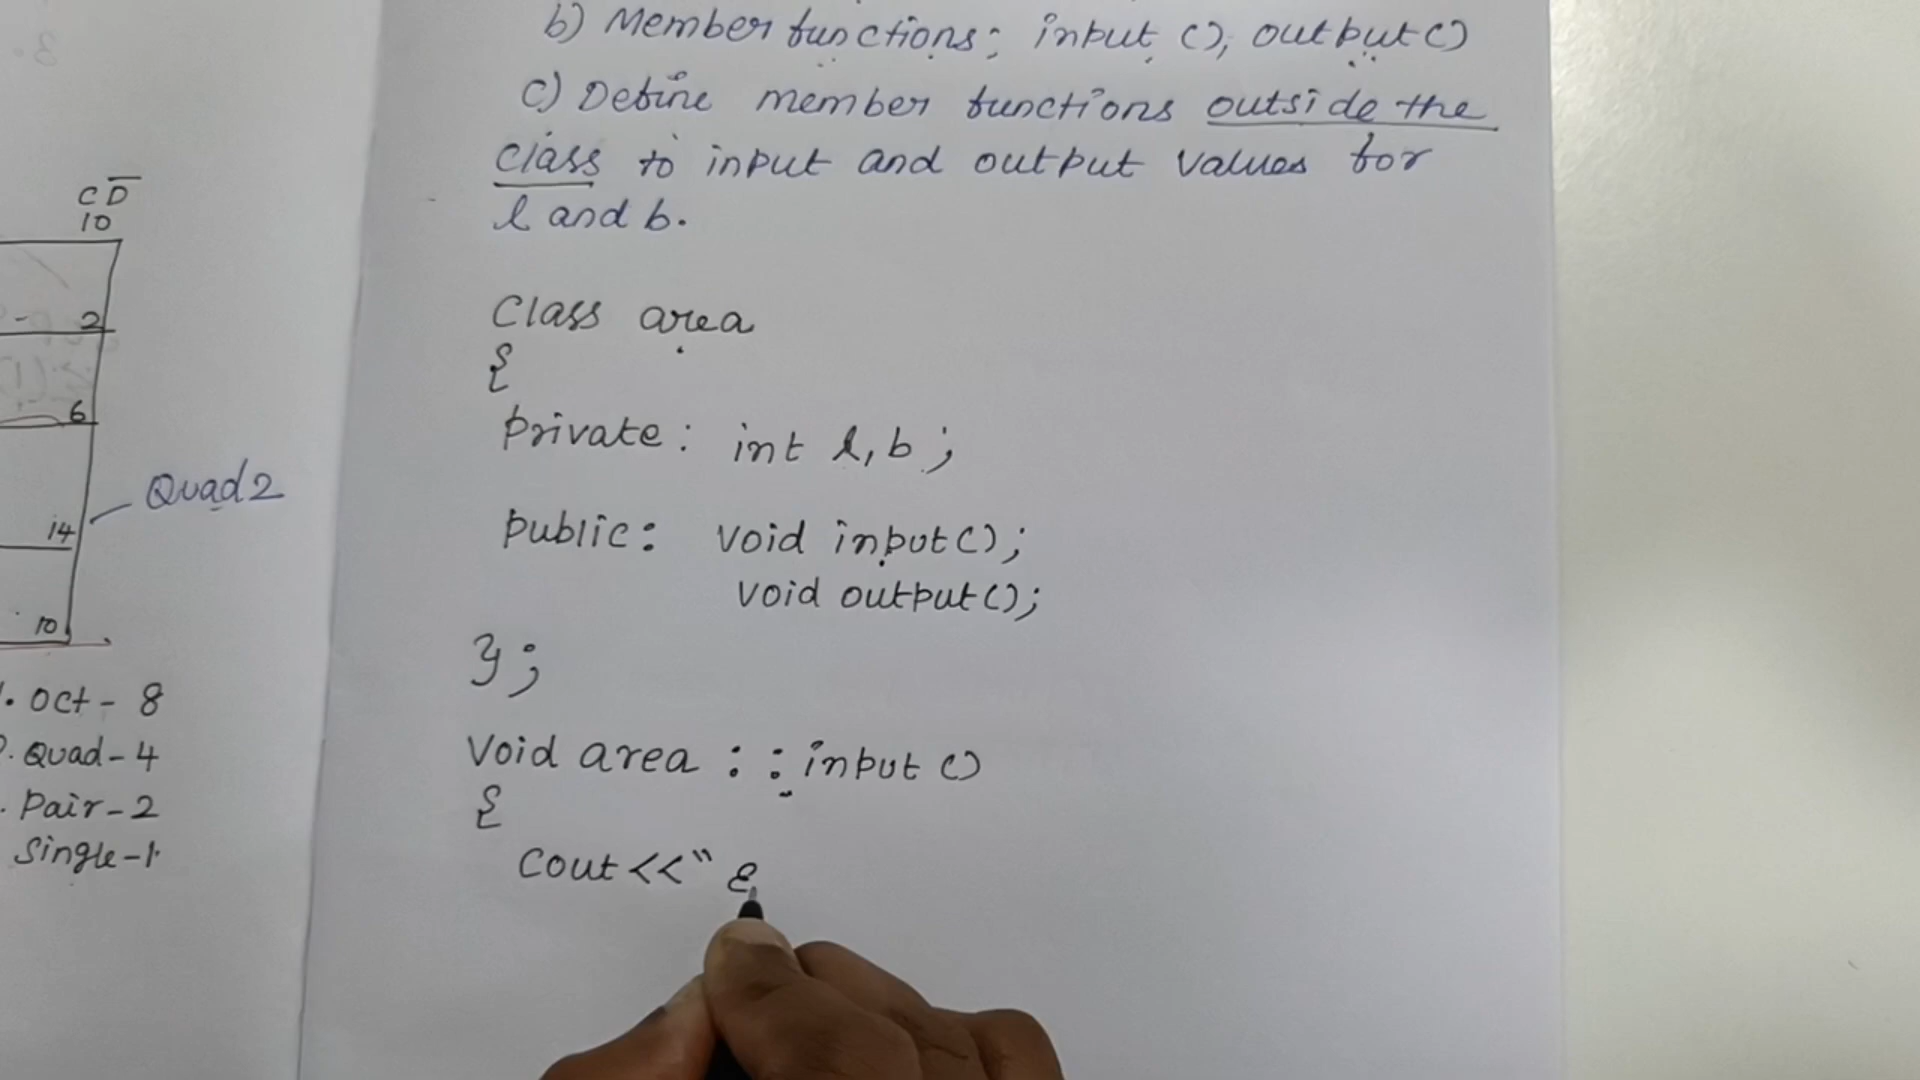 C D̅
10
2
6
14
10
Quad2
oct - 8
Quad - 4
Pair - 2
Single - 1
b) Member functions; input (), output()
c) Define member functions outside the
class to input and output values for
l and b.
Class area
{
private: int l, b ;
public: void input();
void output();
};
Void area : : input ()
{
Cout <<" E